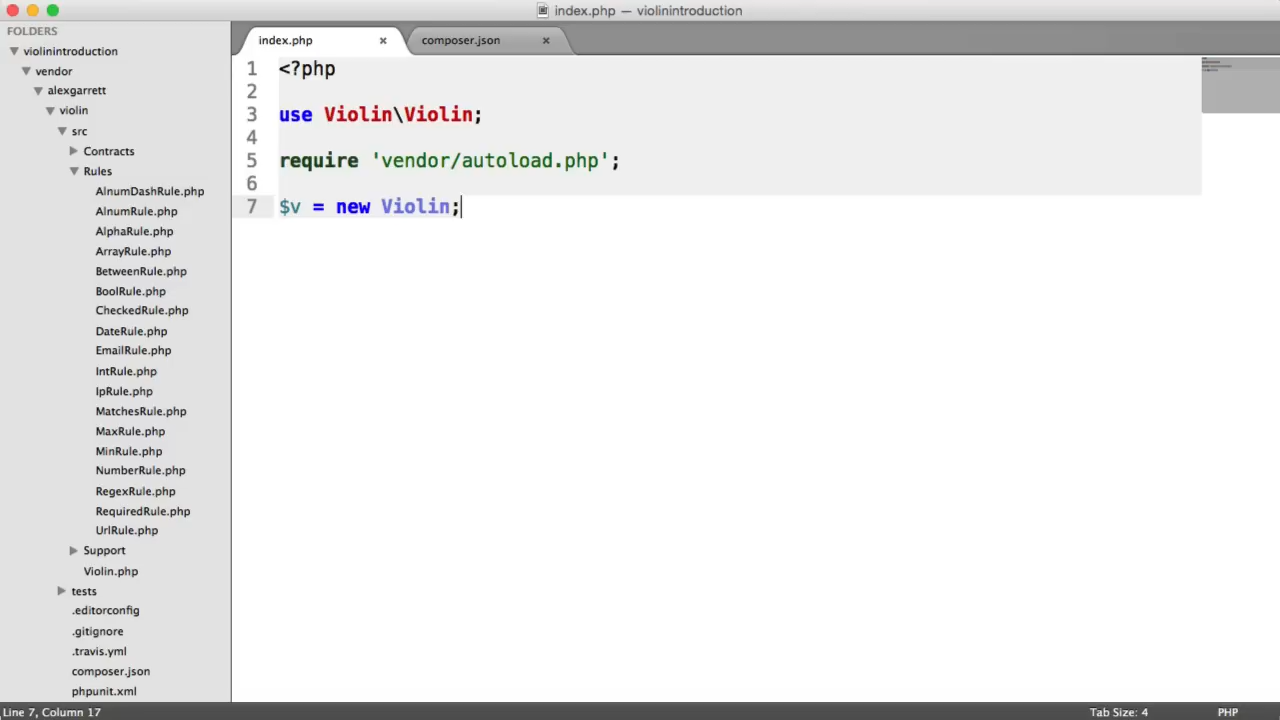 index.php — violinintroduction
FOLDERS
violinintroduction
vendor
alexgarrett
violin
src
Contracts
Rules
AlnumDashRule.php
AlnumRule.php
AlphaRule.php
ArrayRule.php
BetweenRule.php
BoolRule.php
CheckedRule.php
DateRule.php
EmailRule.php
IntRule.php
IpRule.php
MatchesRule.php
MaxRule.php
MinRule.php
NumberRule.php
RegexRule.php
RequiredRule.php
UrlRule.php
Support
Violin.php
tests
.editorconfig
.gitignore
.travis.yml
composer.json
phpunit.xml
index.php × composer.json ×
1 <?php
2
3 use Violin\Violin;
4
5 require 'vendor/autoload.php';
6
7 $v = new Violin;
Line 7, Column 17 Tab Size: 4 PHP